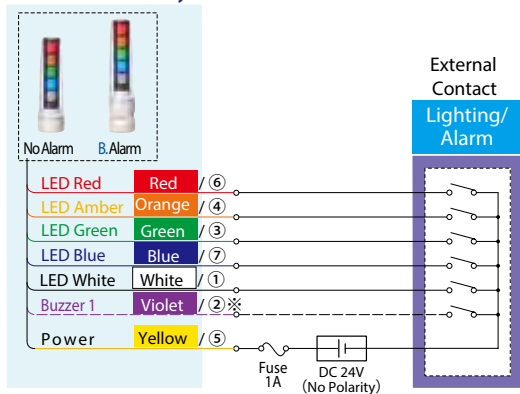 External
Contact
Lighting/
Alarm
No Alarm B.Alarm
LED Red Red /⑥
LED Amber Orange /④
LED Green Green /③
LED Blue Blue /⑦
LED White White /①
Buzzer 1 Violet /②※
Power Yellow /⑤
Fuse
1A
DC 24V
(No Polarity)